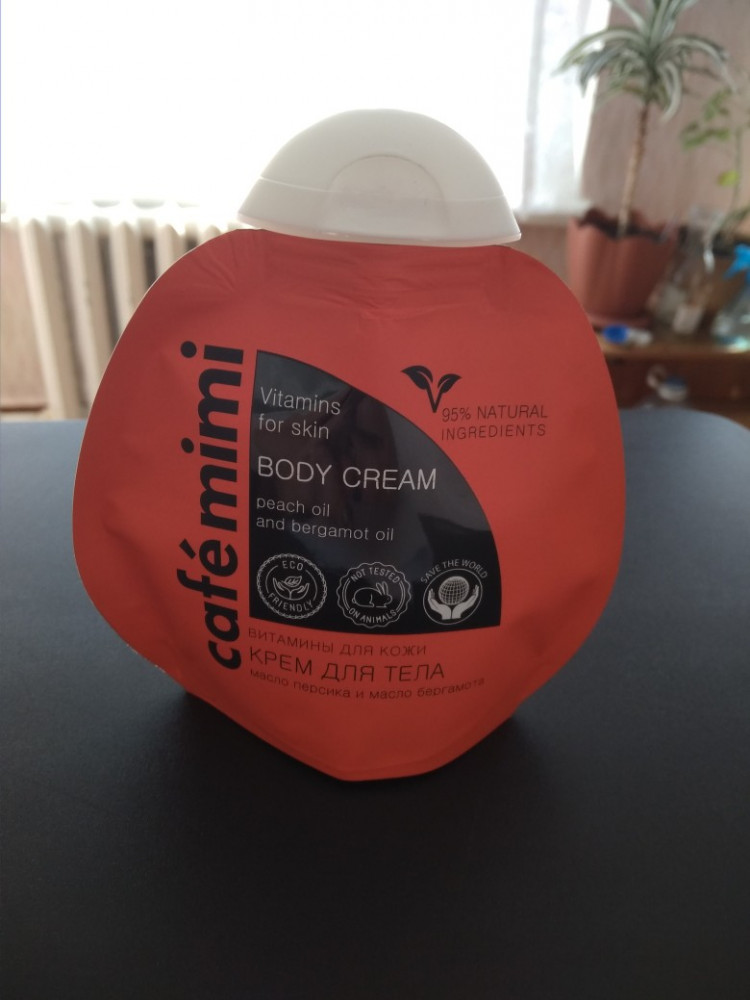 café mimi
Vitamins
for skin
BODY CREAM
peach oil
and bergamot oil
95% NATURAL
INGREDIENTS
ECO
FRIENDLY
NOT TESTED
ON ANIMALS
SAVE THE WORLD
ВИТАМИНЫ ДЛЯ КОЖИ
КРЕМ ДЛЯ ТЕЛА
масло персика и масло бергамота